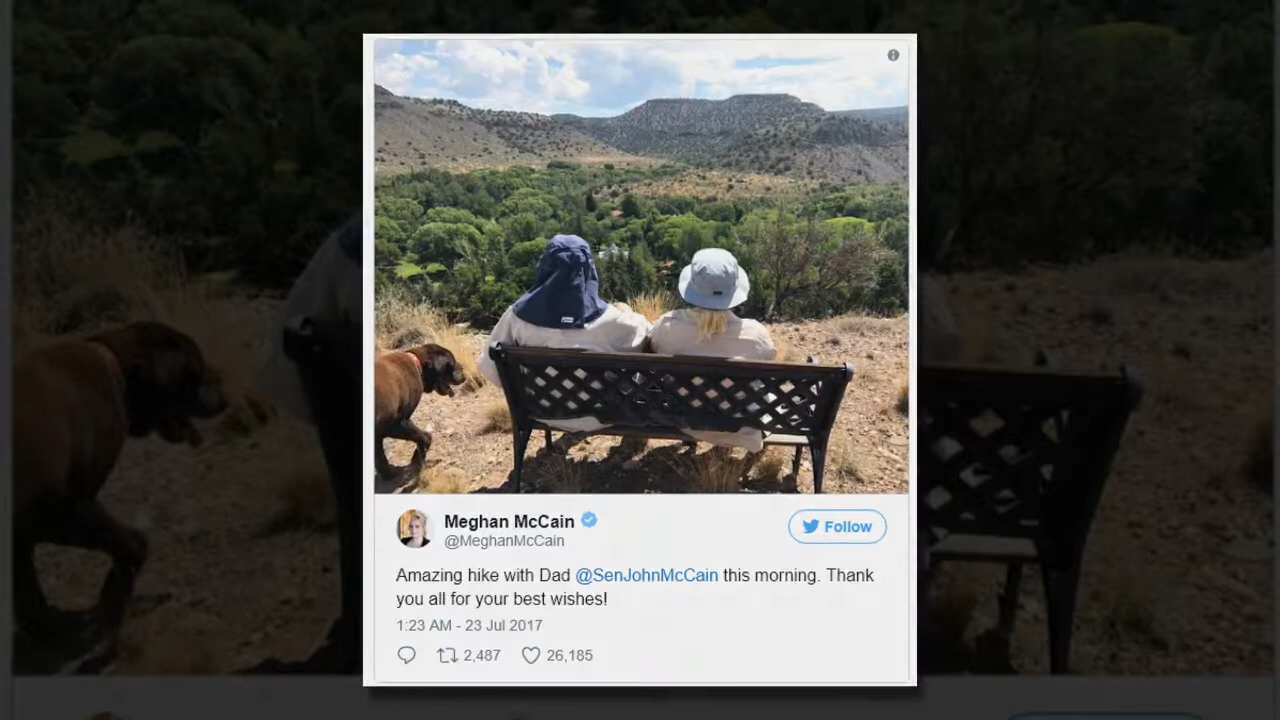 Meghan McCain
@MeghanMcCain
Follow
Amazing hike with Dad @SenJohnMcCain this morning. Thank
you all for your best wishes!
1:23 AM - 23 Jul 2017
2,487 26,185